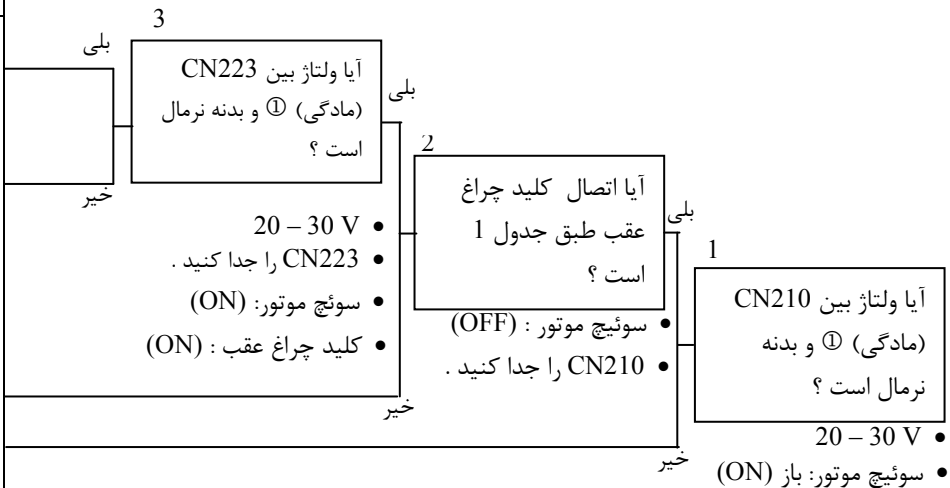 1
آیا ولتاژ بین CN210
(مادگی) ① و بدنه
نرمال است ؟
• 20 – 30 V
• سوئیچ موتور: باز (ON)
بلی
خیر
2
آیا اتصال کلید چراغ
عقب طبق جدول 1
است ؟
• سوئیچ موتور : (OFF)
• CN210 را جدا کنید .
بلی
خیر
3
آیا ولتاژ بین CN223
(مادگی) ① و بدنه نرمال
است ؟
• 20 – 30 V
• CN223 را جدا کنید .
• سوئچ موتور: (ON)
• کلید چراغ عقب : (ON)
بلی
خیر